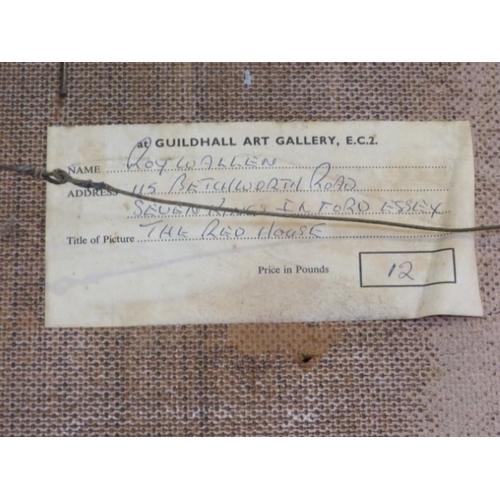 at GUILDHALL ART GALLERY, E.C.2.
NAME ROY WALLEN
ADDRESS 115 BETCHWORTH ROAD
SEVEN KINGS ILFORD ESSEX
Title of Picture THE RED HOUSE
Price in Pounds 12